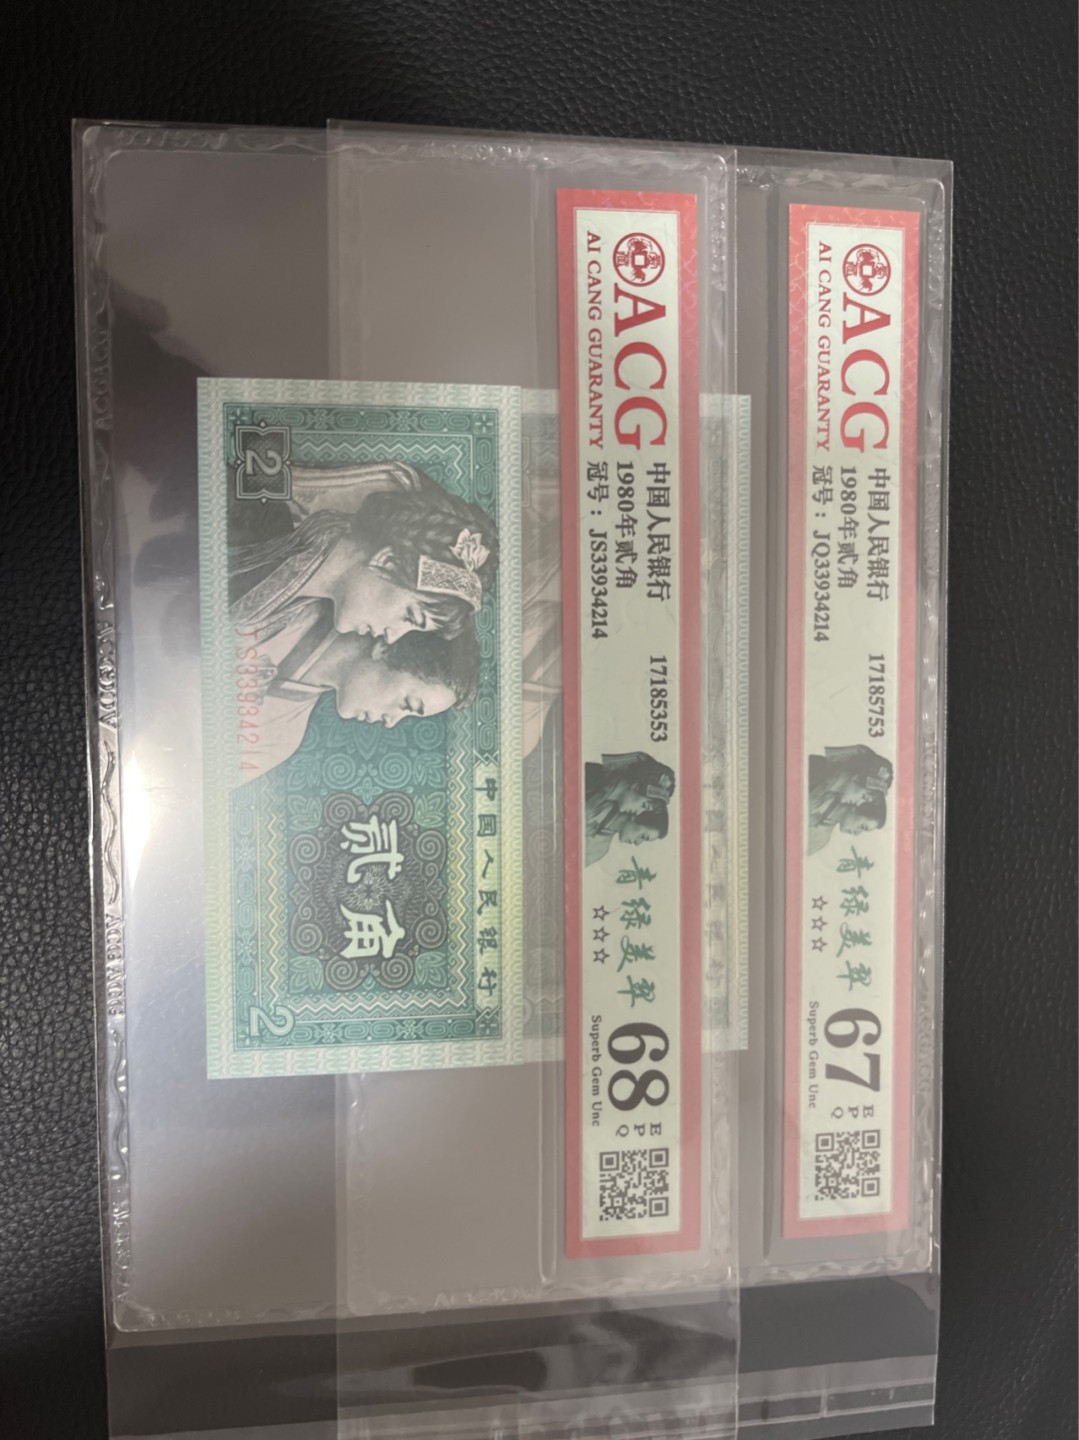 ACG
AI CANG GUARANTY
中国人民银行
1980年贰角
冠号：JQ33934214
17185753
青绿美翠
☆☆☆
67
EPQ
Superb Gem Unc
ACG
AI CANG GUARANTY
中国人民银行
1980年贰角
冠号：JS33934214
17185353
青绿美翠
☆☆☆
68
EPQ
Superb Gem Unc
中国人民银行
贰角
2
2
JS33934214